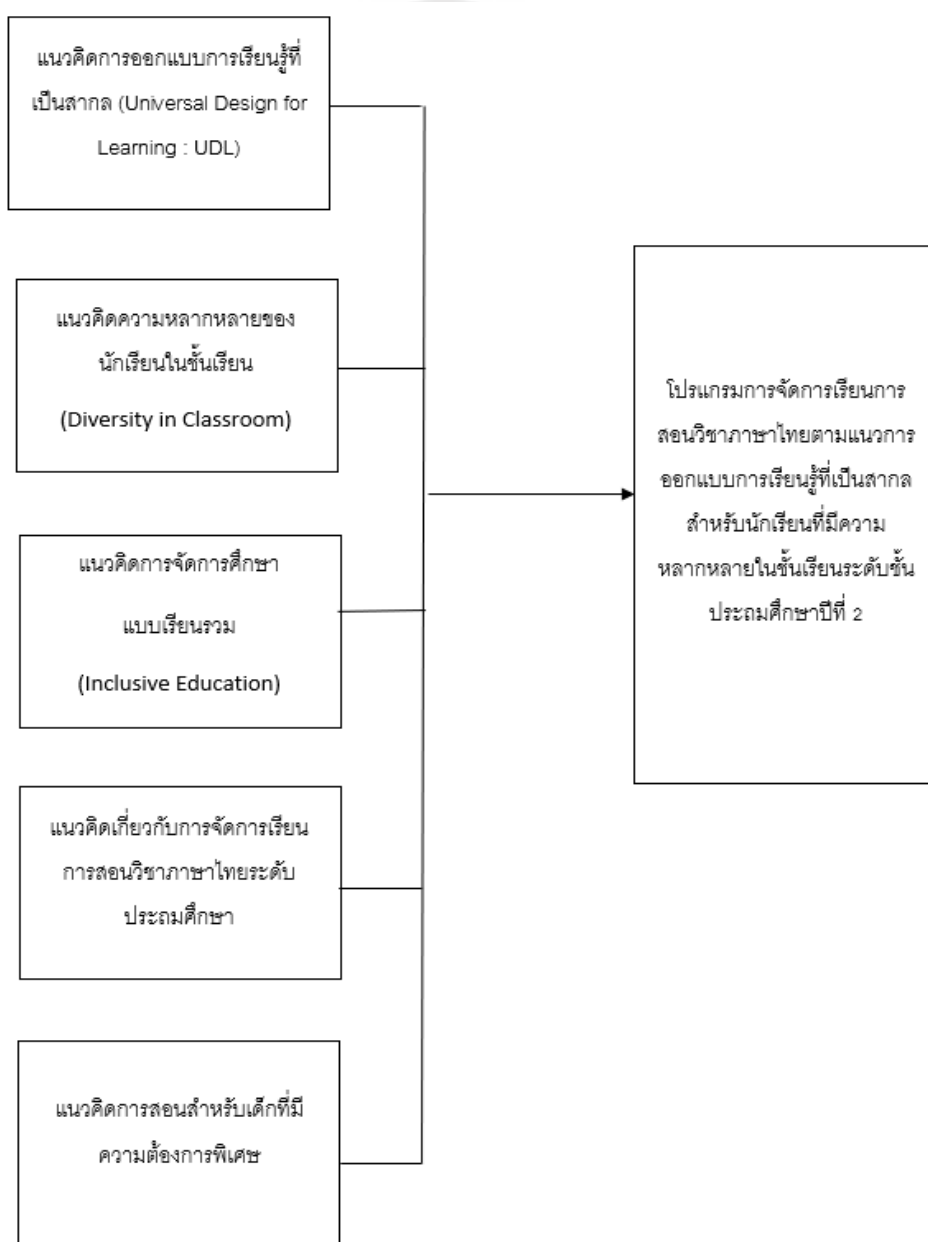 แนวคิดการออกแบบการเรียนรู้ที่
เป็นสากล (Universal Design for
Learning : UDL)
แนวคิดความหลากหลายของ
นักเรียนในชั้นเรียน
(Diversity in Classroom)
แนวคิดการจัดการศึกษา
แบบเรียนรวม
(Inclusive Education)
แนวคิดเกี่ยวกับการจัดการเรียน
การสอนวิชาภาษาไทยระดับ
ประถมศึกษา
แนวคิดการสอนสำหรับเด็กที่มี
ความต้องการพิเศษ
โปรแกรมการจัดการเรียนการ
สอนวิชาภาษาไทยตามแนวการ
ออกแบบการเรียนรู้ที่เป็นสากล
สำหรับนักเรียนที่มีความ
หลากหลายในชั้นเรียนระดับชั้น
ประถมศึกษาปีที่ 2